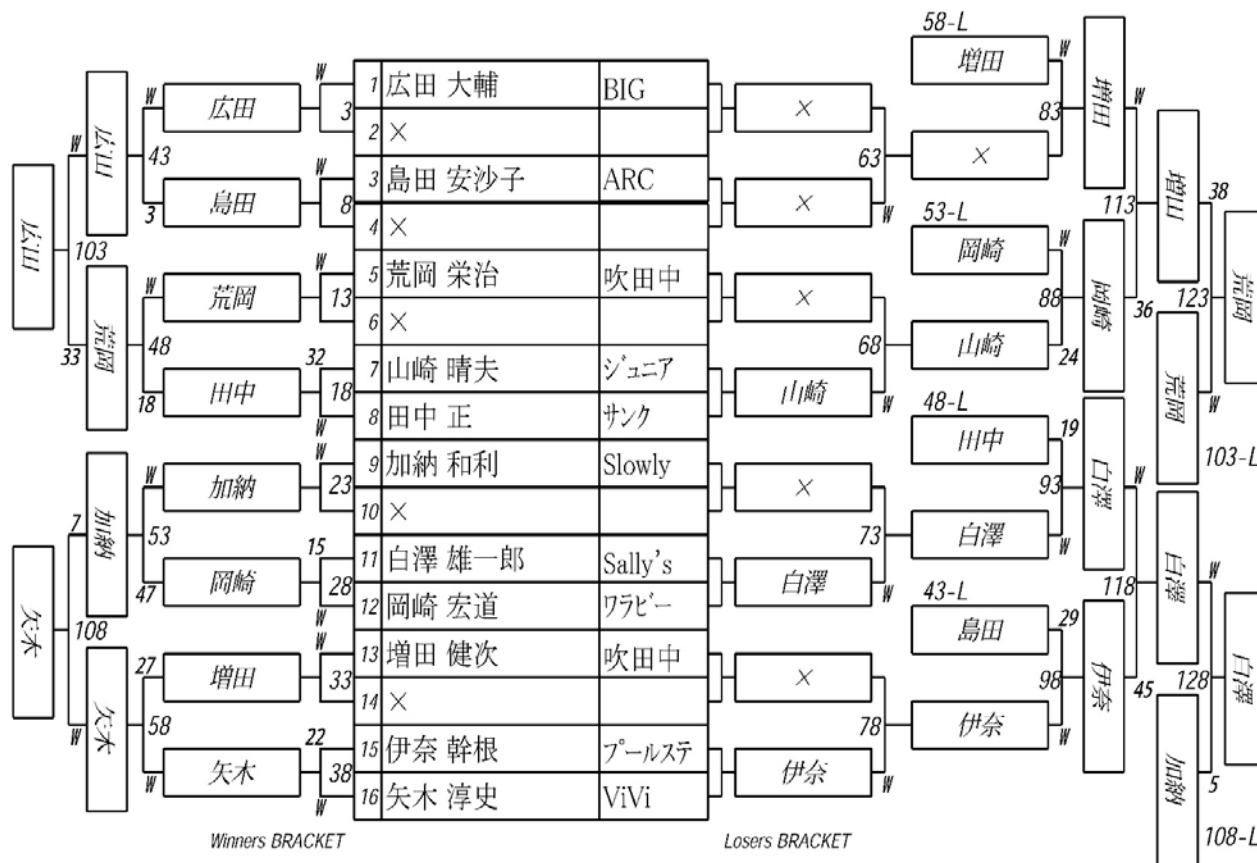 広田
103
33
広田
荒岡
W
43
3
広田
島田
W
48
18
荒岡
田中
矢木
108
7
W
加納
矢木
W
53
47
加納
岡崎
27
58
W
増田
矢木
W
3
W
8
W
13
32
18
W
W
23
15
28
W
W
33
22
38
W
1 広田 大輔 BIG
2 ×
3 島田 安沙子 ARC
4 ×
5 荒岡 栄治 吹田中
6 ×
7 山崎 晴夫 ジュニア
8 田中 正 サンク
9 加納 和利 Slowly
10 ×
11 白澤 雄一郎 Sally's
12 岡崎 宏道 ワラビー
13 増田 健次 吹田中
14 ×
15 伊奈 幹根 プールステ
16 矢木 淳史 ViVi
×
×
63
W
×
山崎
68
W
×
白澤
73
W
×
伊奈
78
W
58-L
増田
W
83
×
53-L
岡崎
W
88
山崎
24
48-L
田中
19
93
白澤
W
43-L
島田
29
98
伊奈
W
増田
W
113
岡崎
36
白澤
W
118
伊奈
45
増田
38
123
荒岡
W
103-L
荒岡
白澤
W
128
加納
5
108-L
白澤
Winners BRACKET
Losers BRACKET